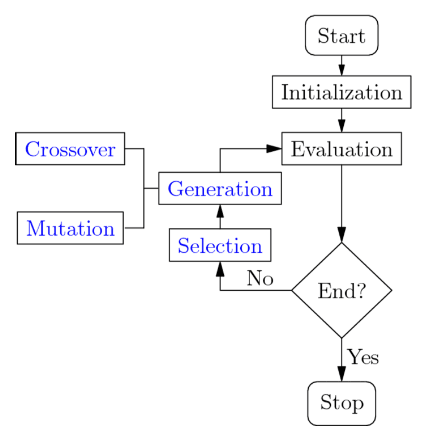 Start
Initialization
Crossover
Evaluation
Generation
Mutation
Selection
No
End?
Yes
Stop